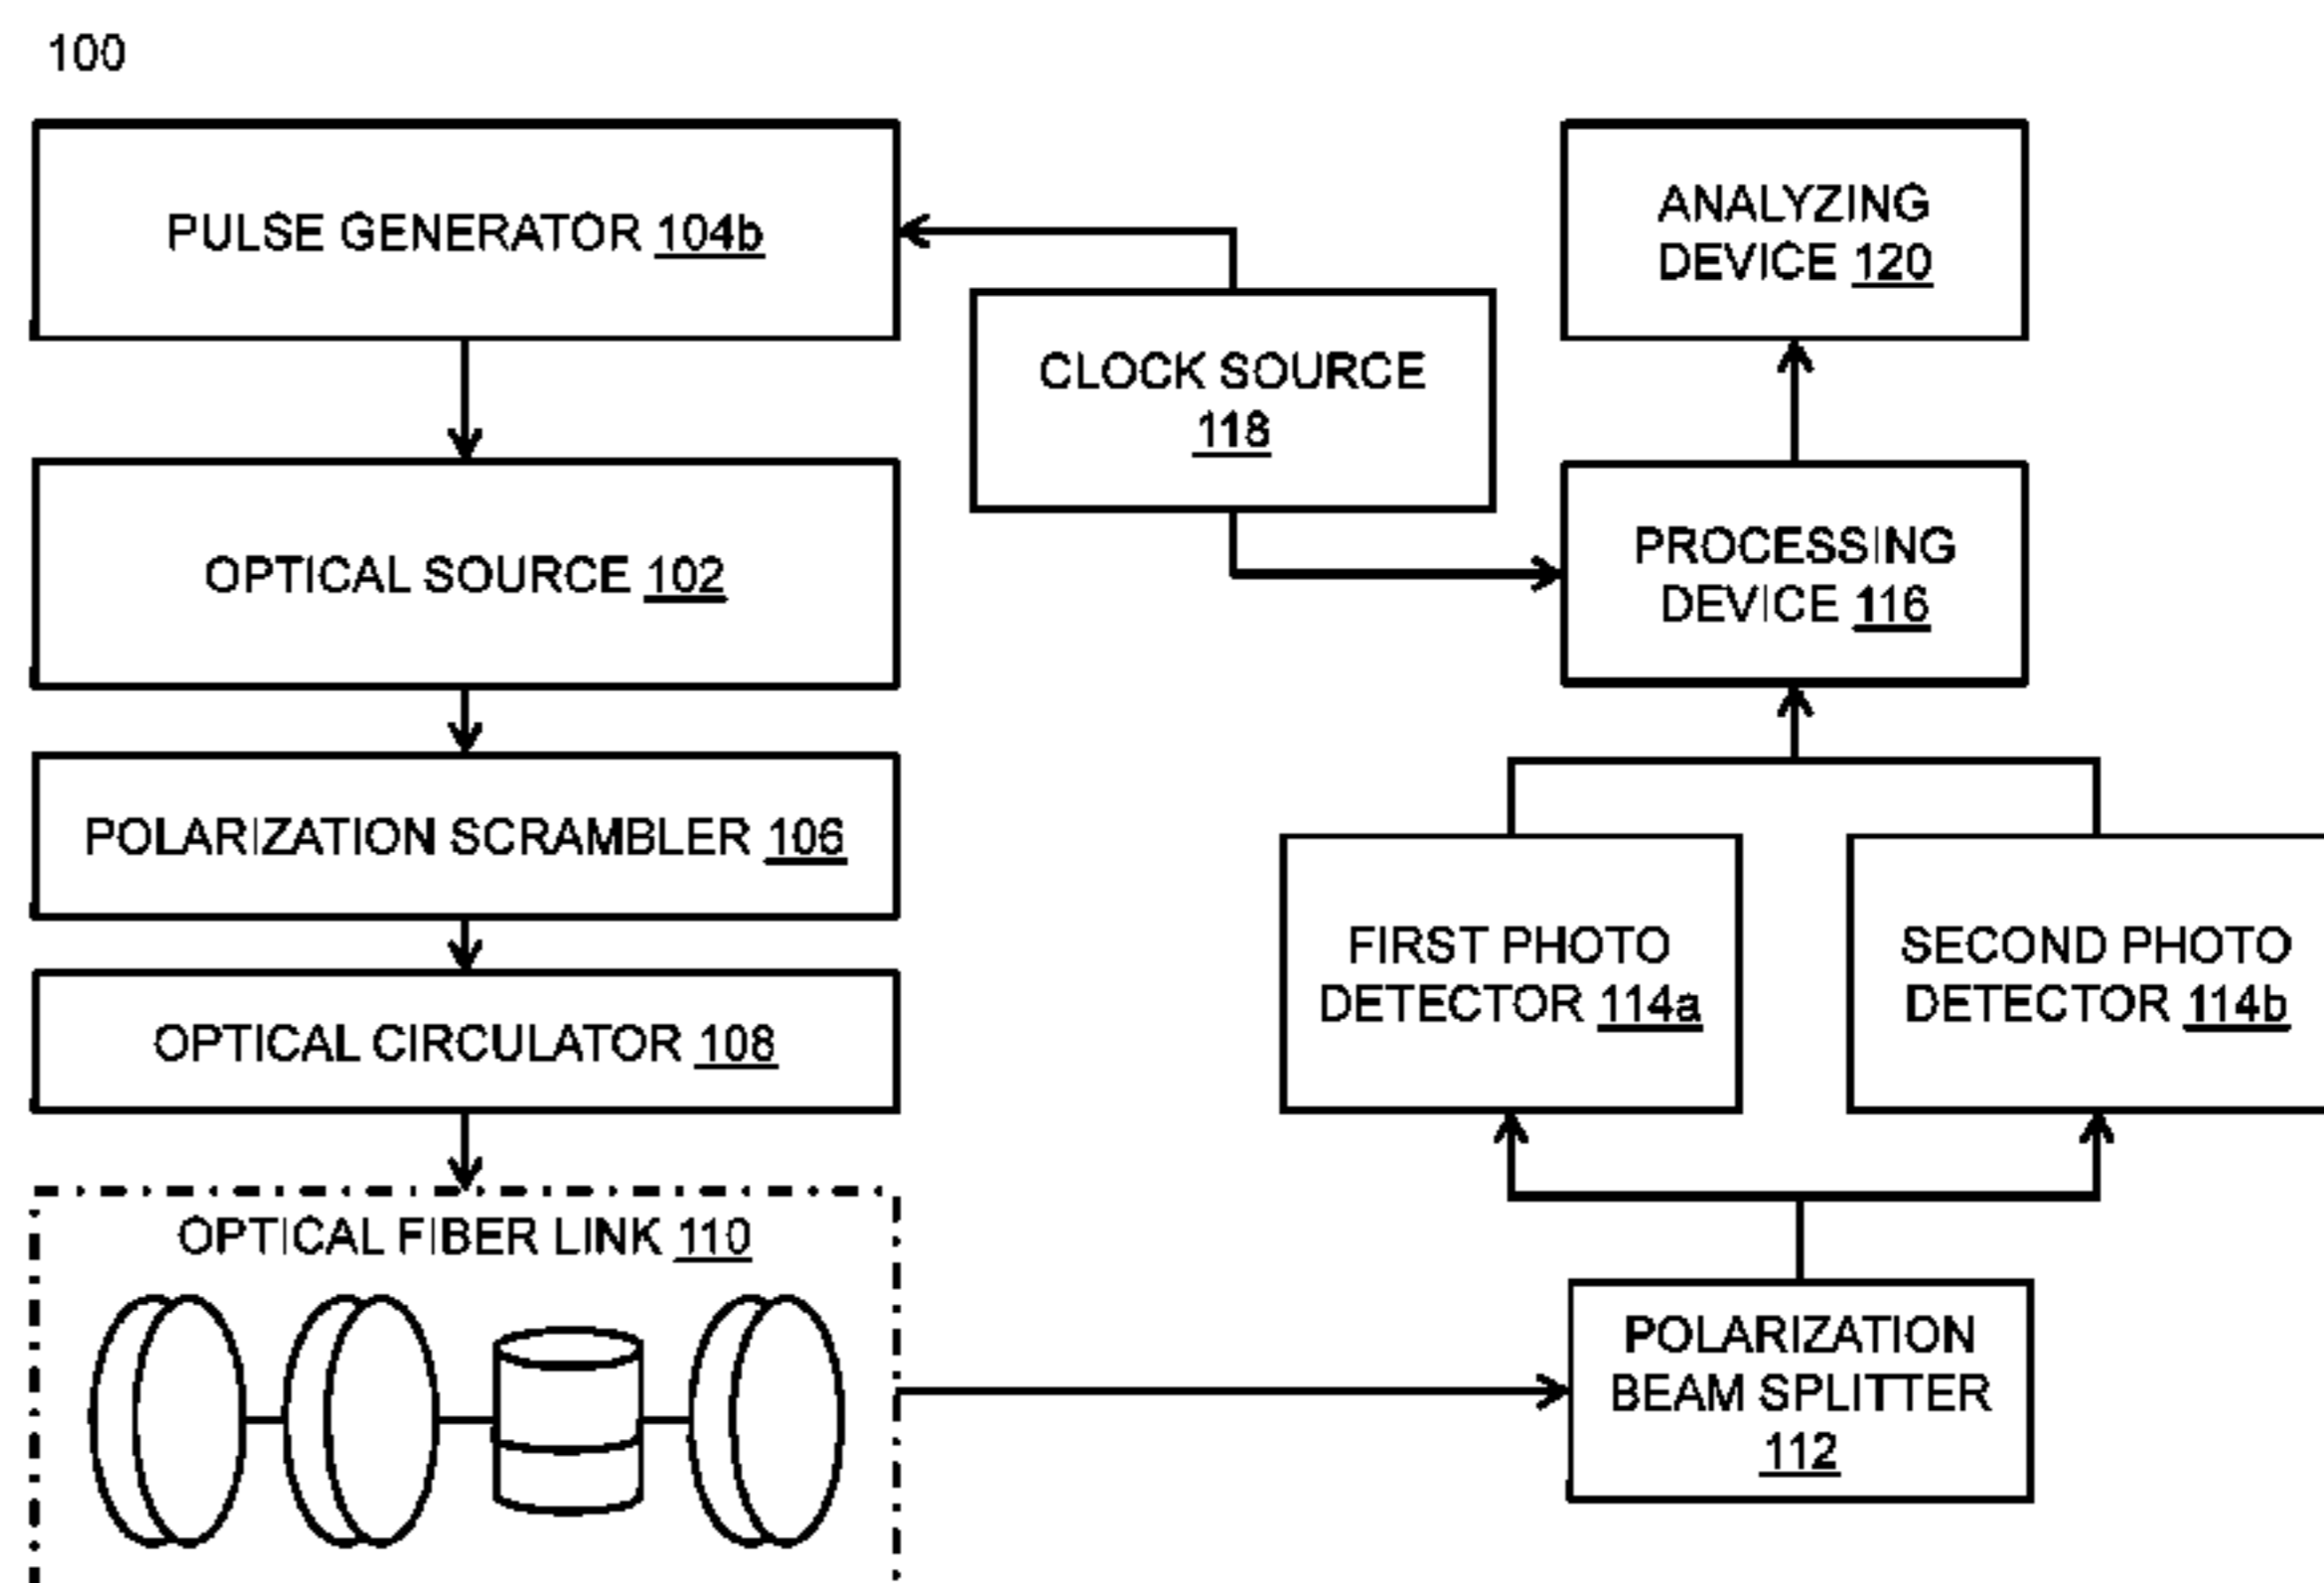 100
PULSE GENERATOR 104b
OPTICAL SOURCE 102
POLARIZATION SCRAMBLER 106
OPTICAL CIRCULATOR 108
OPTICAL FIBER LINK 110
CLOCK SOURCE
118
ANALYZING
DEVICE 120
PROCESSING
DEVICE 116
FIRST PHOTO
DETECTOR 114a
SECOND PHOTO
DETECTOR 114b
POLARIZATION
BEAM SPLITTER
112